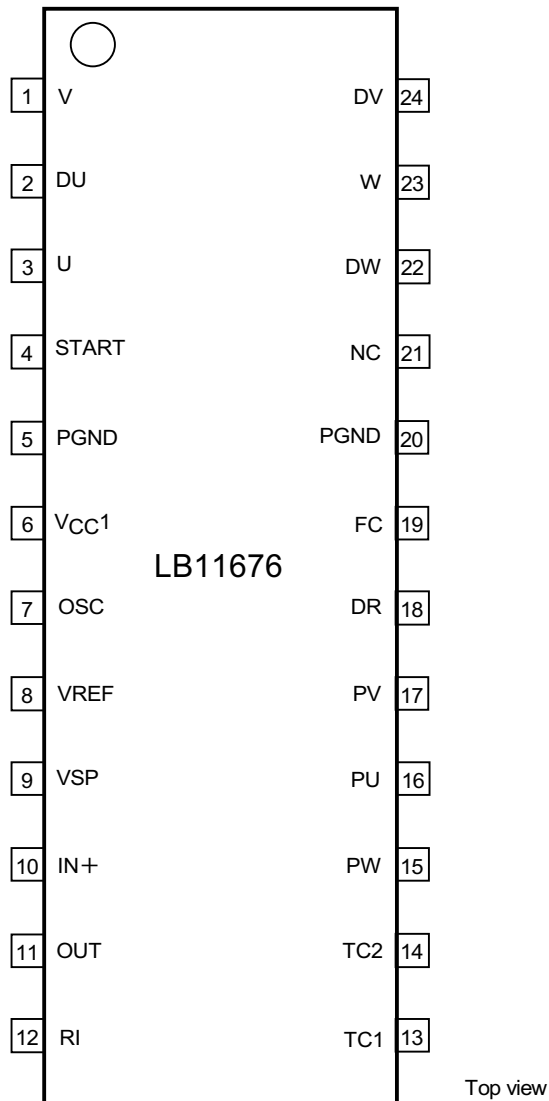 1 V DV 24
2 DU W 23
3 U DW 22
4 START NC 21
5 PGND PGND 20
6 VCC1 FC 19
LB11676
7 OSC DR 18
8 VREF PV 17
9 VSP PU 16
10 IN+ PW 15
11 OUT TC2 14
12 RI TC1 13
Top view